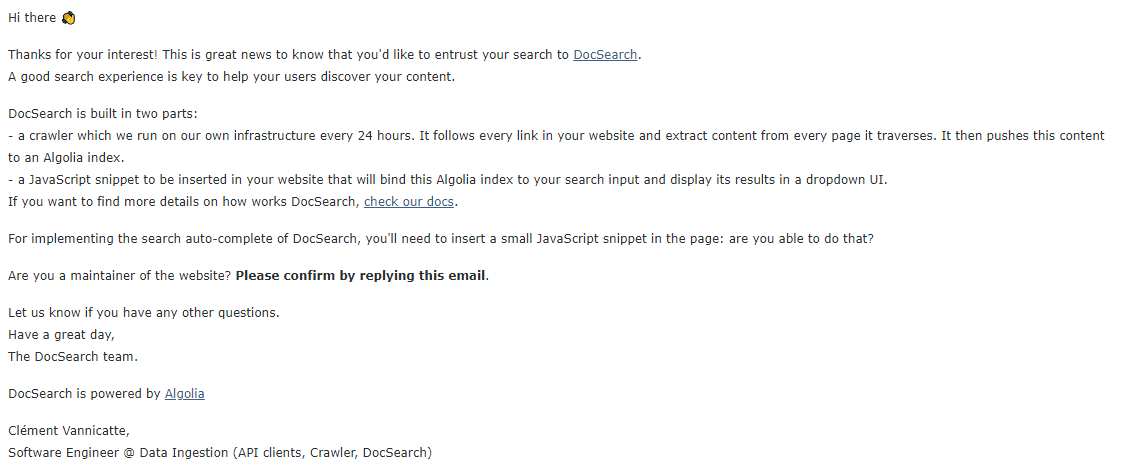 Hi there 👏
Thanks for your interest! This is great news to know that you'd like to entrust your search to DocSearch.
A good search experience is key to help your users discover your content.
DocSearch is built in two parts:
- a crawler which we run on our own infrastructure every 24 hours. It follows every link in your website and extract content from every page it traverses. It then pushes this content
to an Algolia index.
- a JavaScript snippet to be inserted in your website that will bind this Algolia index to your search input and display its results in a dropdown UI.
If you want to find more details on how works DocSearch, check our docs.
For implementing the search auto-complete of DocSearch, you'll need to insert a small JavaScript snippet in the page: are you able to do that?
Are you a maintainer of the website? Please confirm by replying this email.
Let us know if you have any other questions.
Have a great day,
The DocSearch team.
DocSearch is powered by Algolia
Clément Vannicatte,
Software Engineer @ Data Ingestion (API clients, Crawler, DocSearch)